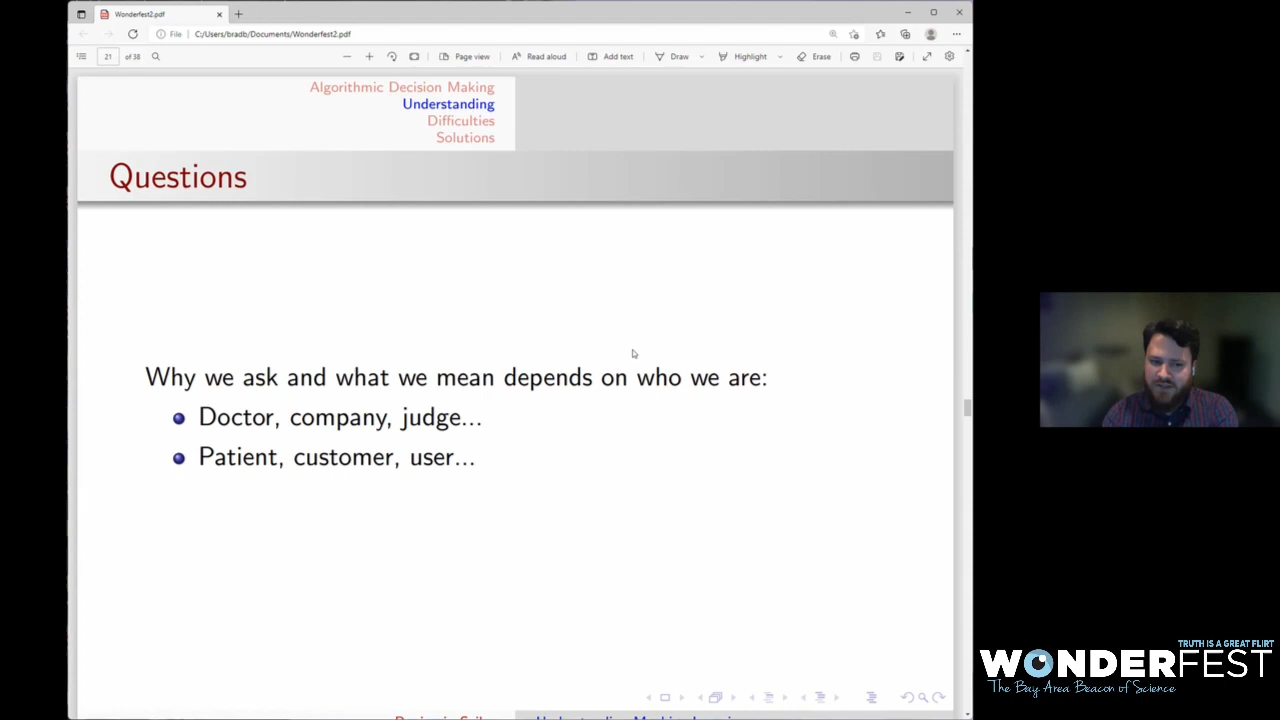 Wonderfest2.pdf
File C:/Users/bradb/Documents/Wonderfest2.pdf
21 of 38 Page view Read aloud Add text Draw Highlight Erase
Algorithmic Decision Making
Understanding
Difficulties
Solutions
Questions
Why we ask and what we mean depends on who we are:
Doctor, company, judge...
Patient, customer, user...
TRUTH IS A GREAT FLIRT
WONDERFEST
The Bay Area Beacon of Science